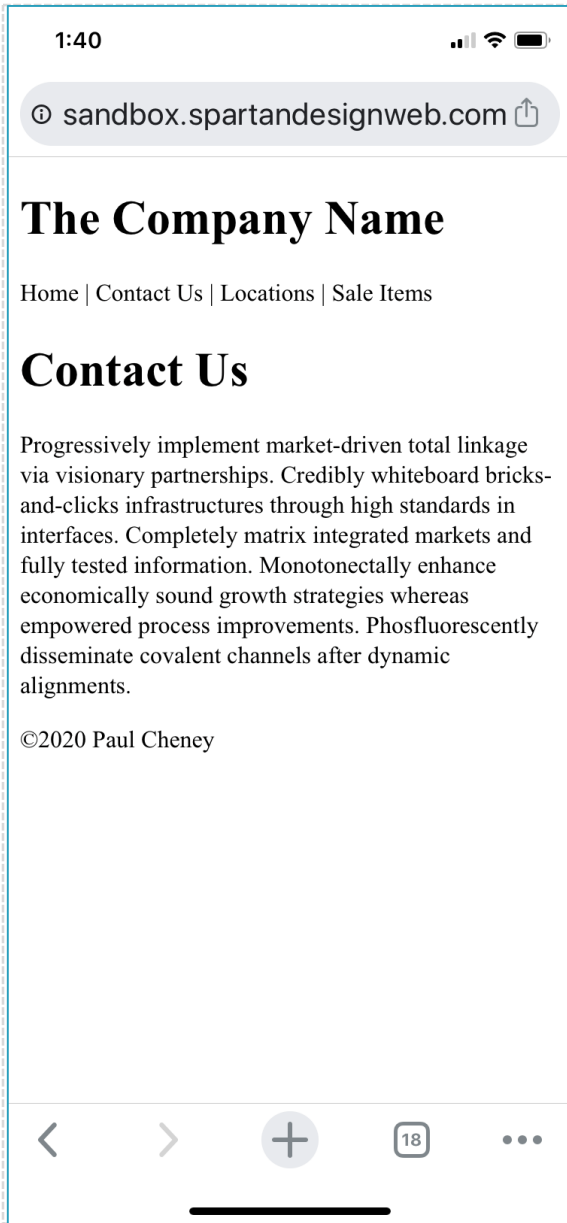 1:40
sandbox.spartandesignweb.com
The Company Name
Home | Contact Us | Locations | Sale Items
Contact Us
Progressively implement market-driven total linkage
via visionary partnerships. Credibly whiteboard bricks-
and-clicks infrastructures through high standards in
interfaces. Completely matrix integrated markets and
fully tested information. Monotonectally enhance
economically sound growth strategies whereas
empowered process improvements. Phosfluorescently
disseminate covalent channels after dynamic
alignments.
©2020 Paul Cheney
18